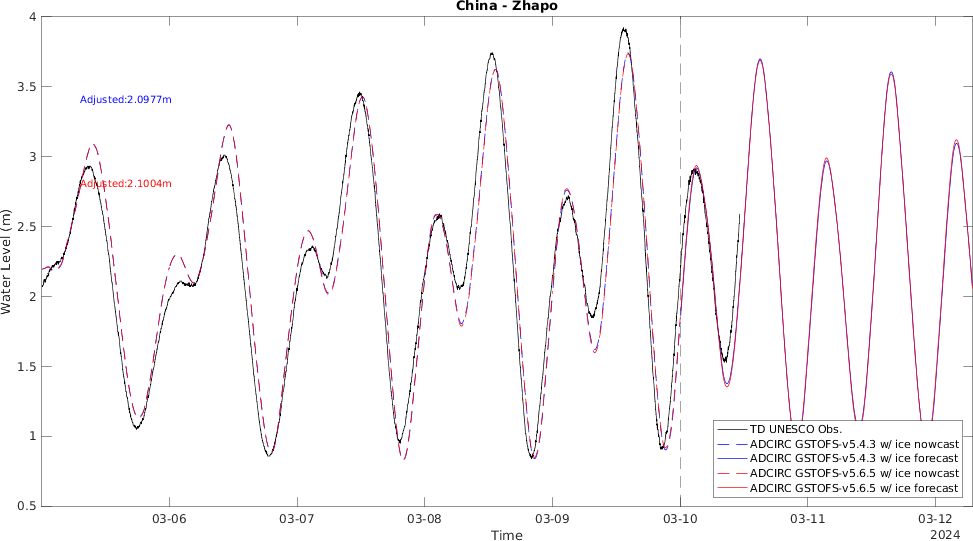 China - Zhapo
4
3.5
3
2.5
2
1.5
1
0.5
Water Level (m)
Adjusted:2.0977m
Adjusted:2.1004m
TD UNESCO Obs.
ADCIRC GSTOFS-v5.4.3 w/ ice nowcast
ADCIRC GSTOFS-v5.4.3 w/ ice forecast
ADCIRC GSTOFS-v5.6.5 w/ ice nowcast
ADCIRC GSTOFS-v5.6.5 w/ ice forecast
03-06 03-07 03-08 03-09 03-10 03-11 03-12
Time
2024